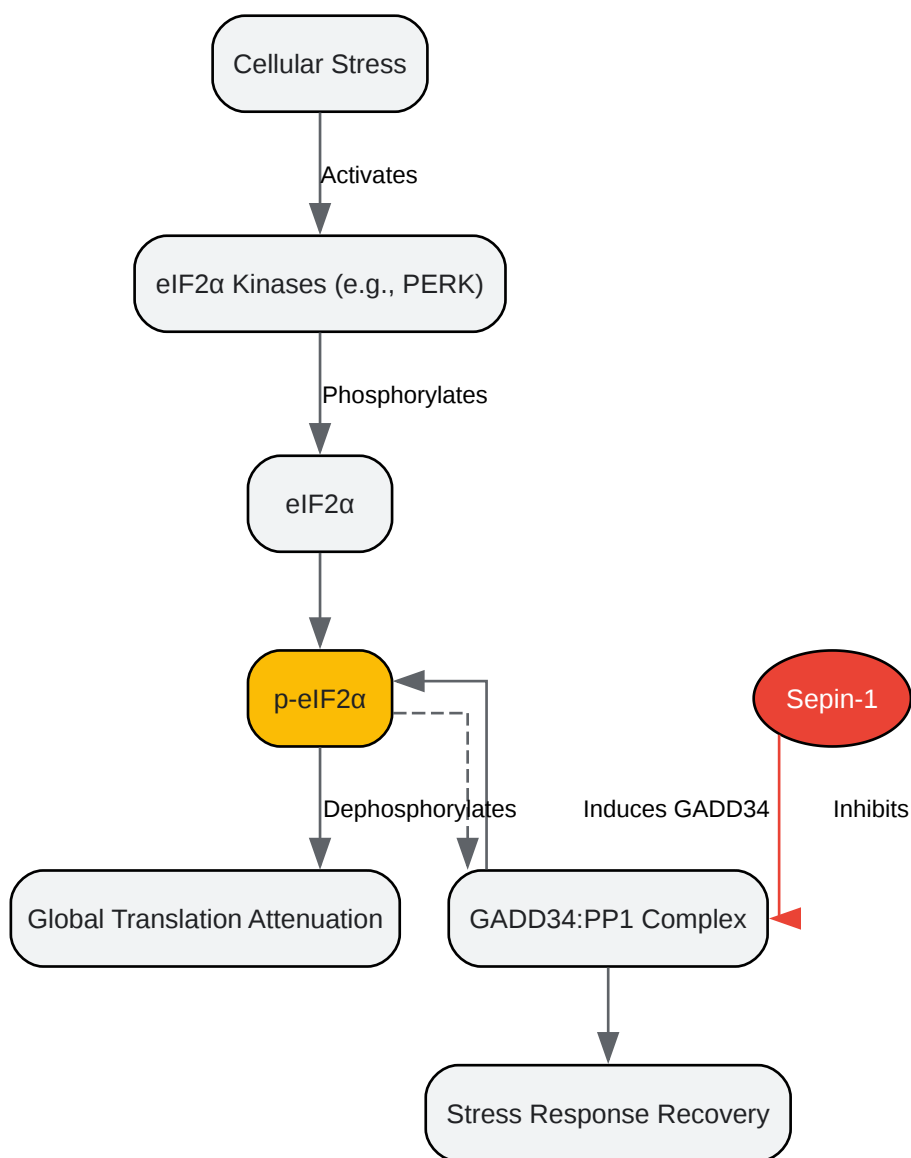 Cellular Stress
Activates
eIF2α Kinases (e.g., PERK)
Phosphorylates
eIF2α
p-eIF2α
Sepin-1
Dephosphorylates
Induces GADD34
Inhibits
Global Translation Attenuation
GADD34:PP1 Complex
Stress Response Recovery